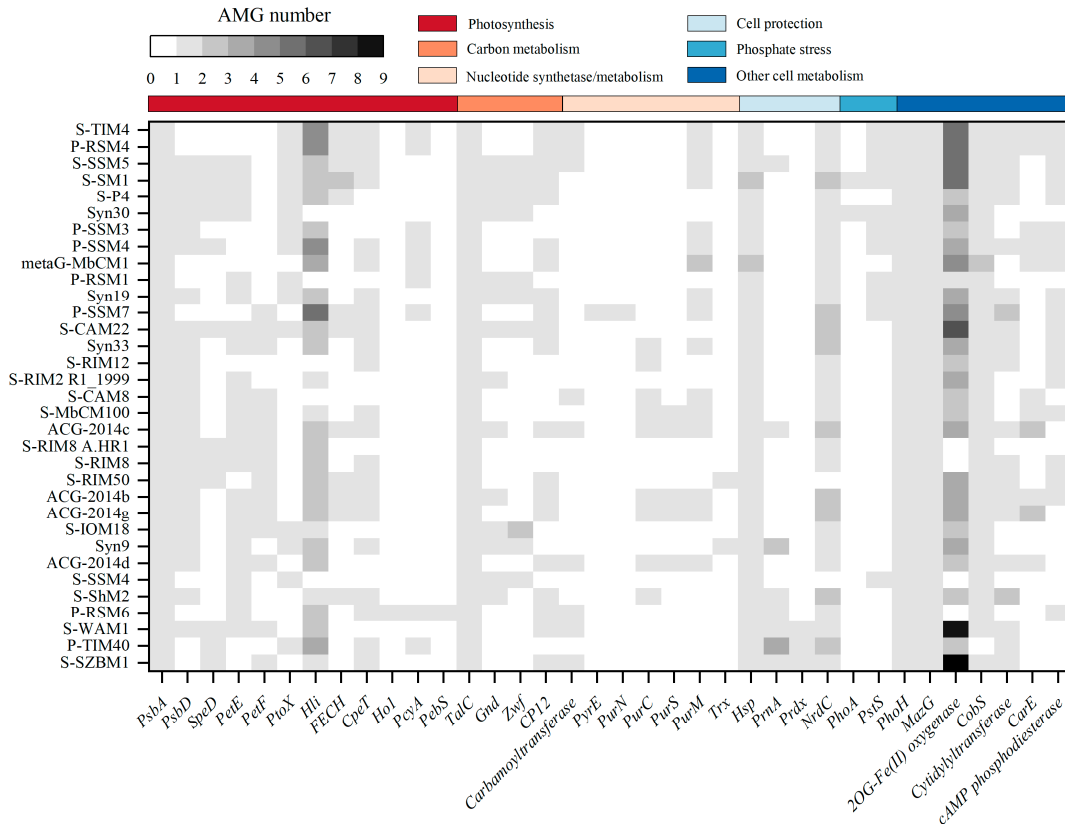 AMG number
0 1 2 3 4 5 6 7 8 9
Photosynthesis
Carbon metabolism
Nucleotide synthetase/metabolism
Cell protection
Phosphate stress
Other cell metabolism
S-TIM4
P-RSM4
S-SSM5
S-SM1
S-P4
Syn30
P-SSM3
P-SSM4
metaG-MbCM1
P-RSM1
Syn19
P-SSM7
S-CAM22
Syn33
S-RIM12
S-RIM2 R1_1999
S-CAM8
S-MbCM100
ACG-2014c
S-RIM8 A.HR1
S-RIM8
S-RIM50
ACG-2014b
ACG-2014g
S-IOM18
Syn9
ACG-2014d
S-SSM4
S-ShM2
P-RSM6
S-WAM1
P-TIM40
S-SZBM1
PsbA
PsbD
SpeD
PetE
PetF
PtoX
Hli
FECH
CpeT
Ho1
PcyA
PebS
TalC
Gnd
Zwf
CP12
Carbamoyltransferase
PyrE
PurN
PurC
PurS
PurM
Trx
Hsp
PrnA
Prdx
NrdC
PhoA
PstS
PhoH
MazG
2OG-Fe(II) oxygenase
CobS
Cytidylyltransferase
CarE
cAMP phosphodiesterase